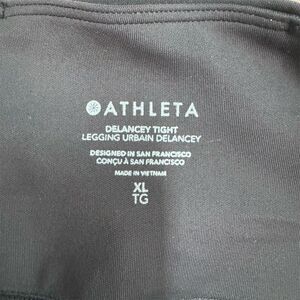 ATHLETA
DELANCEY TIGHT
LEGGING URBAIN DELANCEY
DESIGNED IN SAN FRANCISCO
CONÇU À SAN FRANCISCO
MADE IN VIETNAM
XL
TG